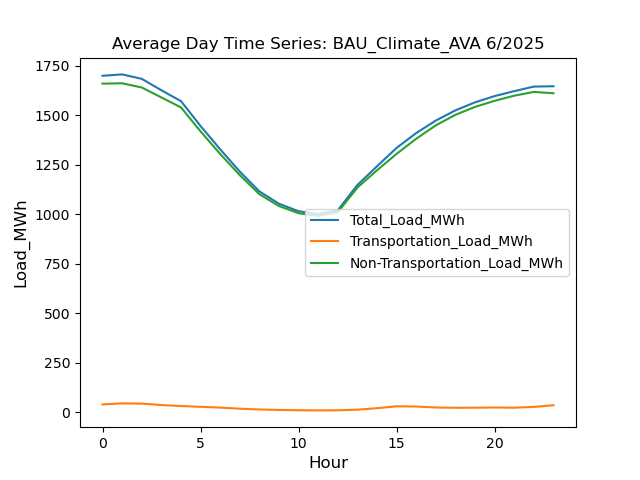 Average Day Time Series: BAU_Climate_AVA 6/2025
1750
1500
1250
1000
750
500
250
0
Load_MWh
Total_Load_MWh
Transportation_Load_MWh
Non-Transportation_Load_MWh
0 5 10 15 20
Hour